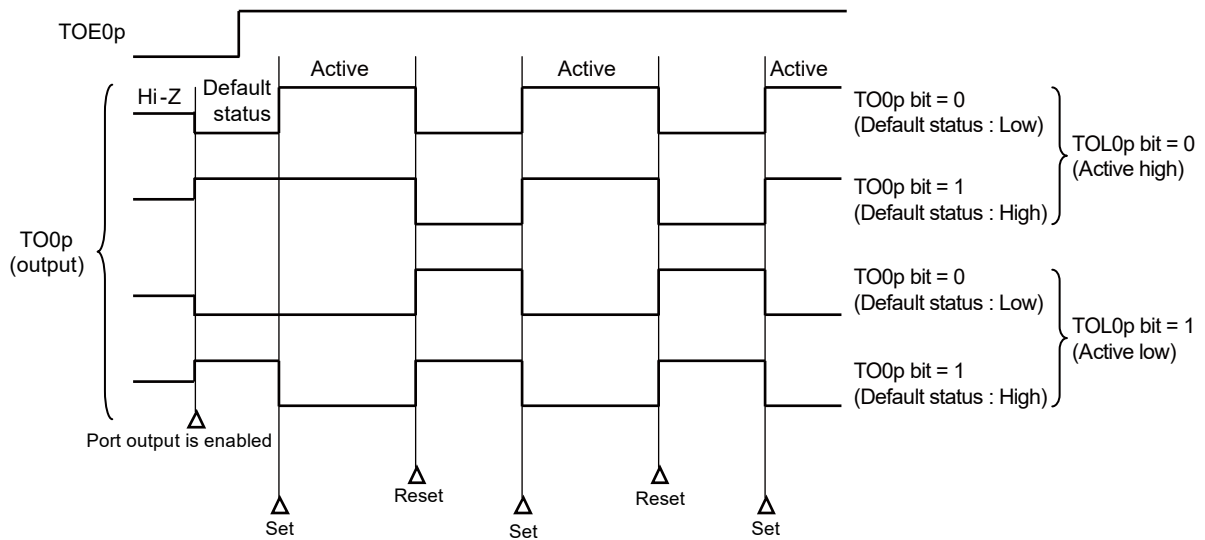 TOE0p
Active
Active
Active
Hi-Z
Default
status
TO0p
(output)
TO0p bit = 0
(Default status : Low)
TO0p bit = 1
(Default status : High)
TOL0p bit = 0
(Active high)
TO0p bit = 0
(Default status : Low)
TO0p bit = 1
(Default status : High)
TOL0p bit = 1
(Active low)
Port output is enabled
Set
Reset
Set
Reset
Set